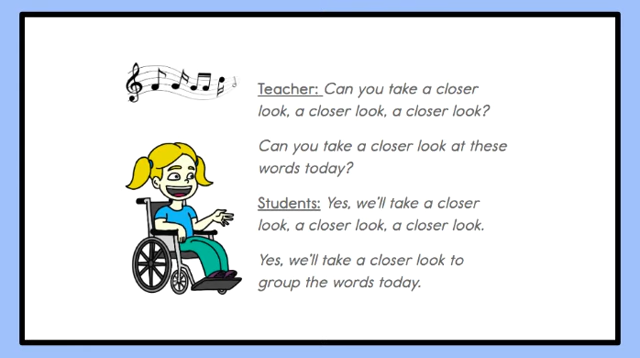 Teacher: Can you take a closer
look, a closer look, a closer look?
Can you take a closer look at these
words today?
Students: Yes, we'll take a closer
look, a closer look, a closer look.
Yes, we'll take a closer look to
group the words today.